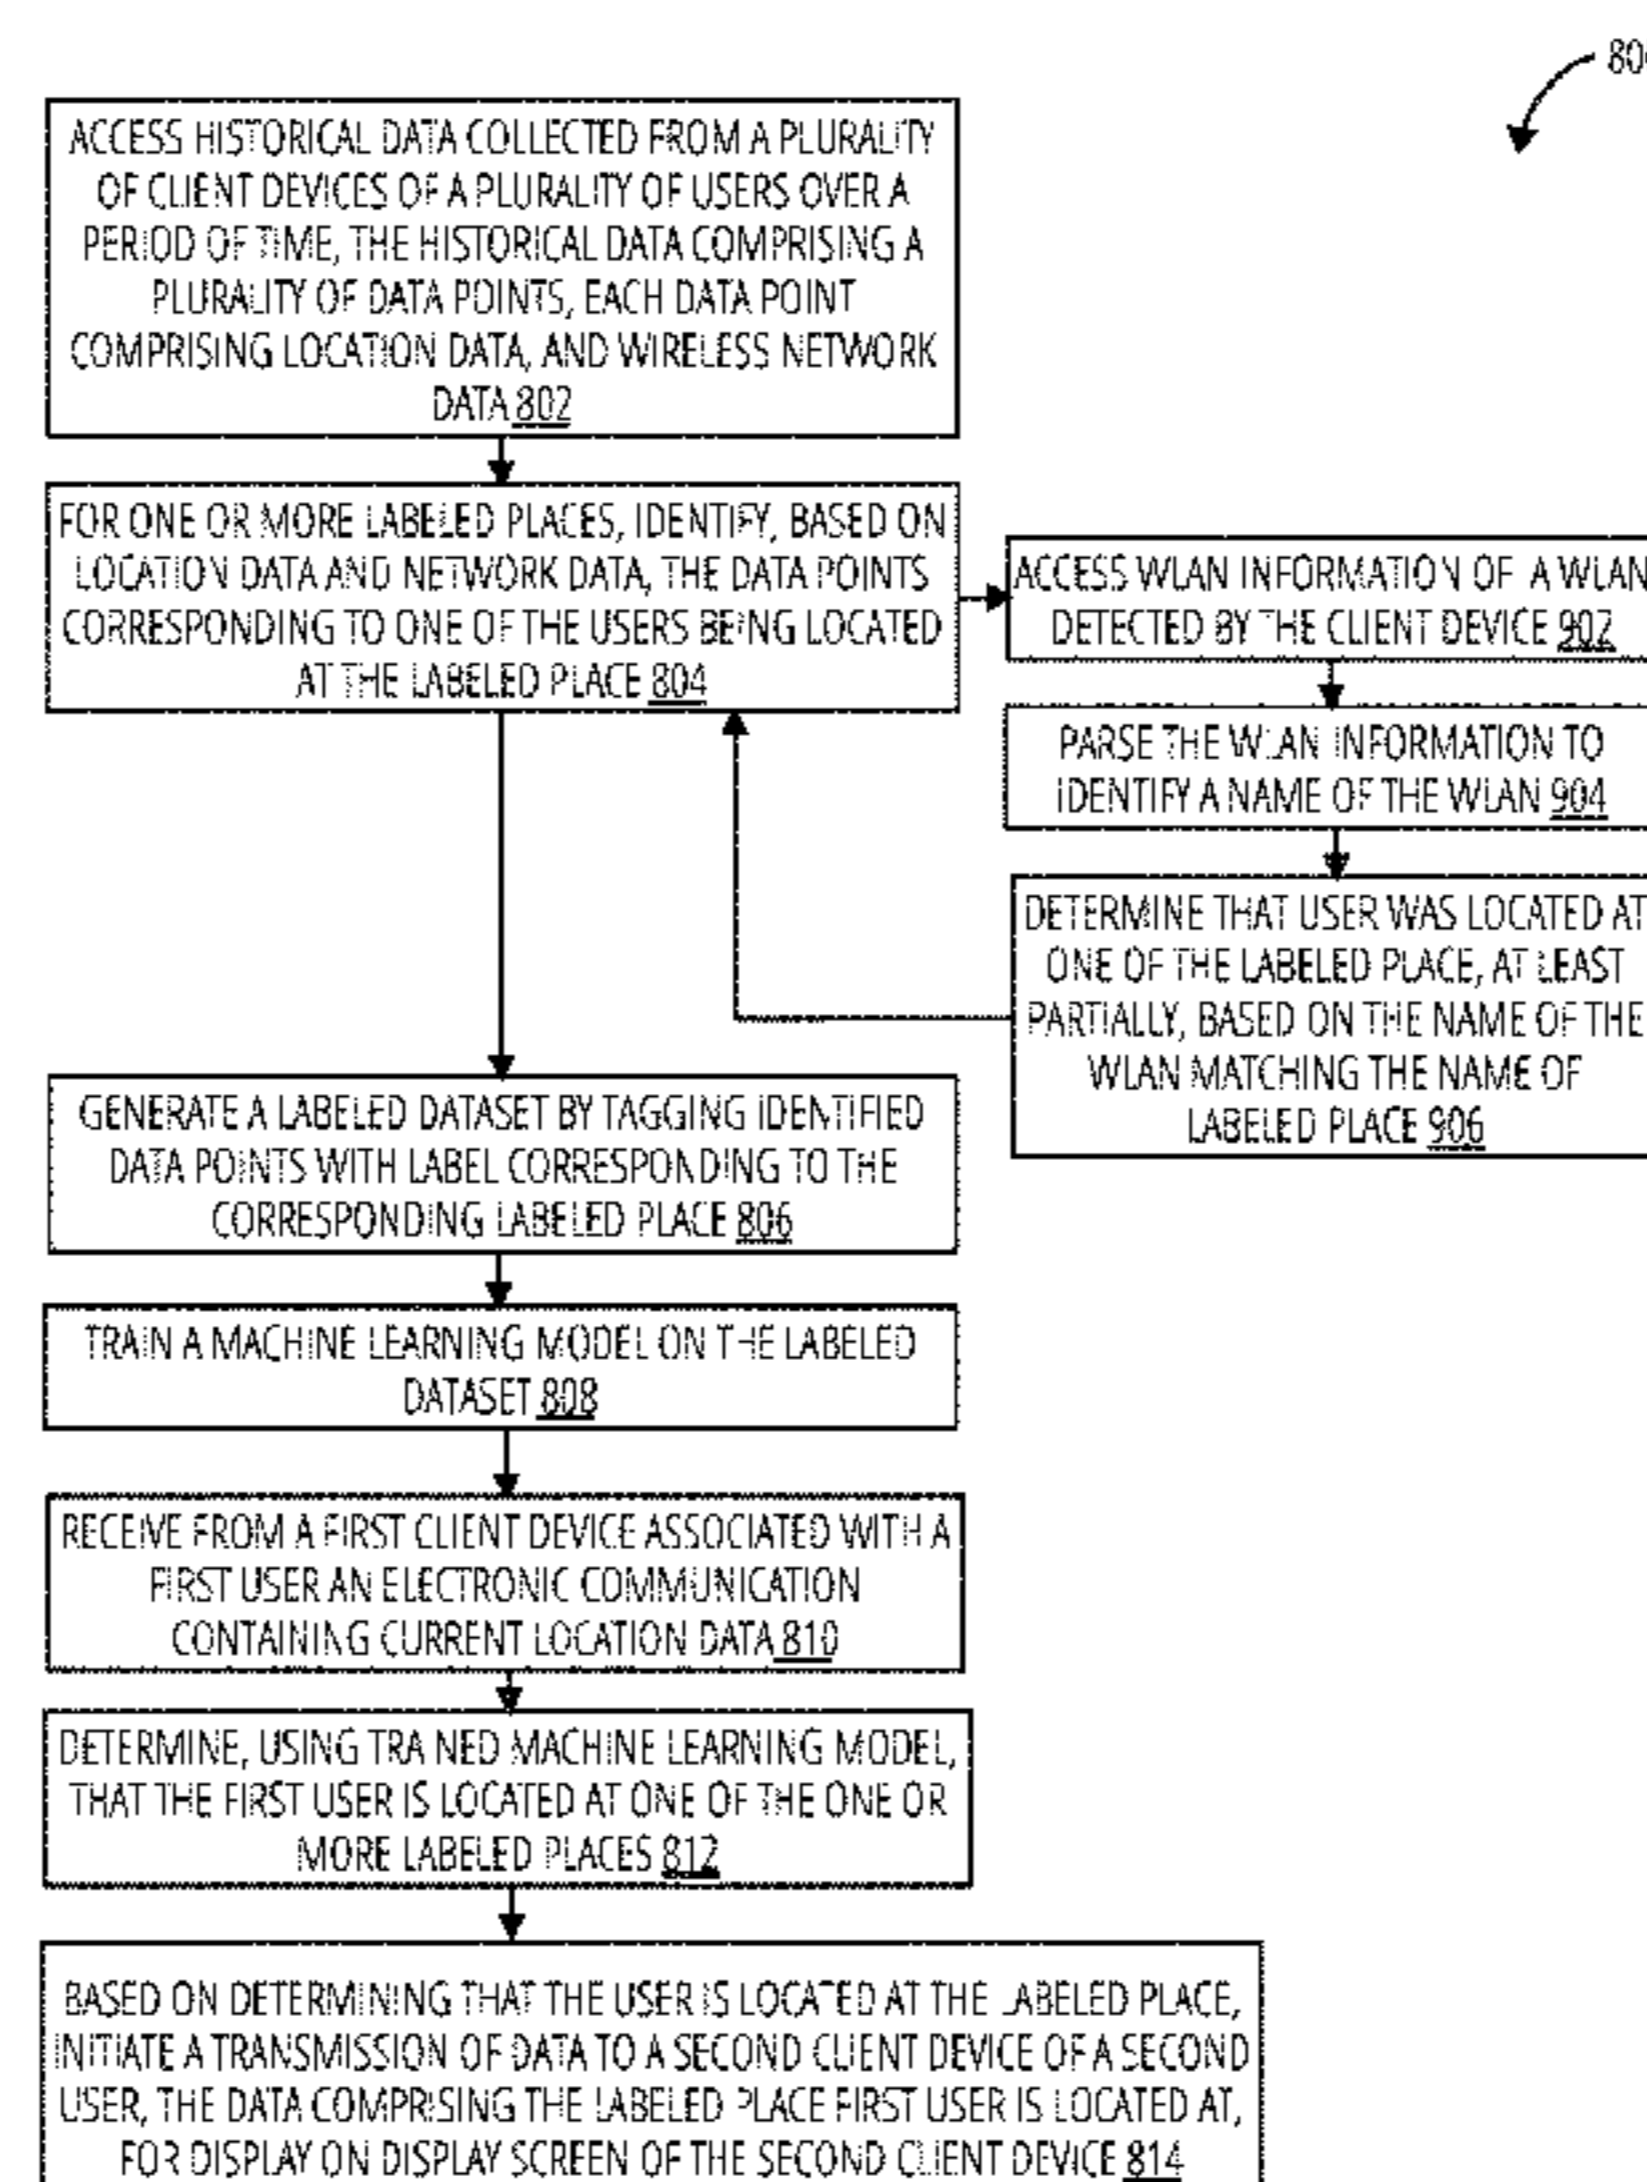 ACCESS HISTORICAL DATA COLLECTED FROM A PLURALITY
OF CLIENT DEVICES OF A PLURALITY OF USERS OVER A
PERIOD OF TIME, THE HISTORICAL DATA COMPRISING A
PLURALITY OF DATA POINTS, EACH DATA POINT
COMPRISING LOCATION DATA, AND WIRELESS NETWORK
DATA 802
FOR ONE OR MORE LABELED PLACES, IDENTIFY, BASED ON
LOCATION DATA AND NETWORK DATA, THE DATA POINTS
CORRESPONDING TO ONE OF THE USERS BEING LOCATED
AT THE LABELED PLACE 804
ACCESS WLAN INFORMATION OF A WLAN
DETECTED BY THE CLIENT DEVICE 902
PARSE THE WLAN INFORMATION TO
IDENTIFY A NAME OF THE WLAN 904
DETERMINE THAT USER WAS LOCATED AT
ONE OF THE LABELED PLACE, AT LEAST
PARTIALLY, BASED ON THE NAME OF THE
WLAN MATCHING THE NAME OF
LABELED PLACE 906
GENERATE A LABELED DATASET BY TAGGING IDENTIFIED
DATA POINTS WITH LABEL CORRESPONDING TO THE
CORRESPONDING LABELED PLACE 806
TRAIN A MACHINE LEARNING MODEL ON THE LABELED
DATASET 808
RECEIVE FROM A FIRST CLIENT DEVICE ASSOCIATED WITH A
FIRST USER AN ELECTRONIC COMMUNICATION
CONTAINING CURRENT LOCATION DATA 810
DETERMINE, USING TRAINED MACHINE LEARNING MODEL,
THAT THE FIRST USER IS LOCATED AT ONE OF THE ONE OR
MORE LABELED PLACES 812
BASED ON DETERMINING THAT THE USER IS LOCATED AT THE LABELED PLACE,
INITIATE A TRANSMISSION OF DATA TO A SECOND CLIENT DEVICE OF A SECOND
USER, THE DATA COMPRISING THE LABELED PLACE FIRST USER IS LOCATED AT,
FOR DISPLAY ON DISPLAY SCREEN OF THE SECOND CLIENT DEVICE 814